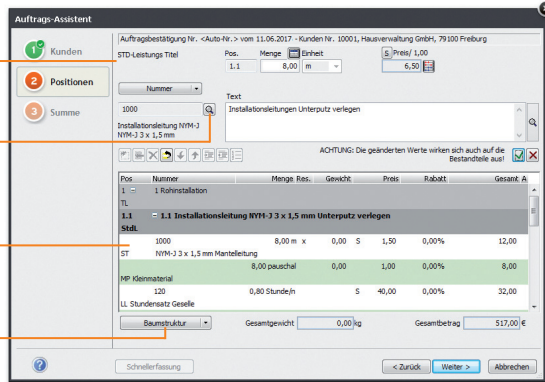 Auftrags-Assistent
Auftragsbestätigung Nr. <Auto-Nr.> vom 11.06.2017 - Kunden Nr. 10001, Hausverwaltung GmbH, 79100 Freiburg
1 Kunden
2 Positionen
3 Summe
STD-Leistungs Titel
Pos. Menge Einheit S Preis/ 1,00
1.1 8,00 m 6,50
Nummer
Text
1000
Installationsleitungen Unterputz verlegen
Installationsleitung NYM-J
NYM-J 3 x 1,5 mm
ACHTUNG: Die geänderten Werte wirken sich auch auf die
Bestandteile aus!
Pos Nummer Menge Res. Gewicht Preis Rabatt Gesamt A
1 1 Rohinstallation
TL
1.1 1.1 Installationsleitung NYM-J 3 x 1,5 mm Unterputz verlegen
StdL
1000 8,00 m x 0,00 S 1,50 0,00% 12,00
ST NYM-J 3 x 1,5 mm Mantelleitung
8,00 pauschal 0,00 1,00 0,00% 8,00
MP Kleinmaterial
120 0,80 Stunde/n S 40,00 0,00% 32,00
LL Stundensatz Geselle
Baumstruktur Gesamtgewicht 0,00 kg Gesamtbetrag 517,00 €
? Schnellerfassung < Zurück Weiter > Abbrechen